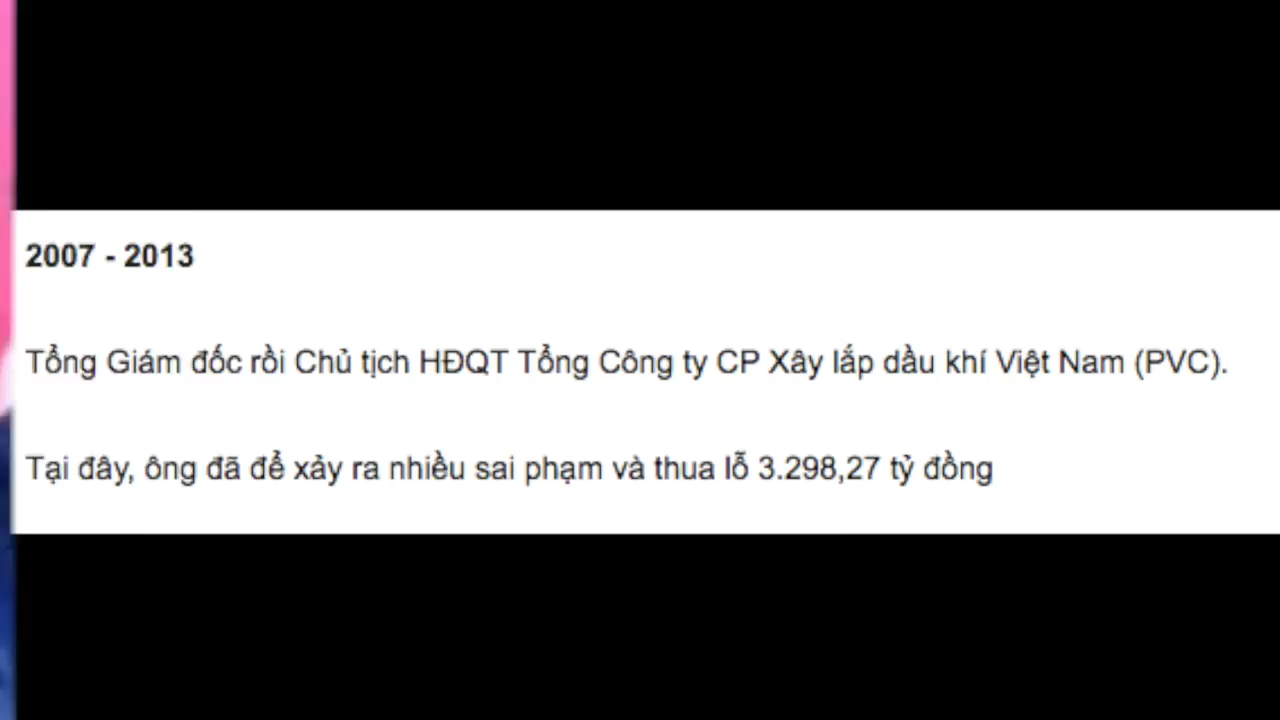 2007 - 2013
Tổng Giám đốc rồi Chủ tịch HĐQT Tổng Công ty CP Xây lắp dầu khí Việt Nam (PVC).
Tại đây, ông đã để xảy ra nhiều sai phạm và thua lỗ 3.298,27 tỷ đồng